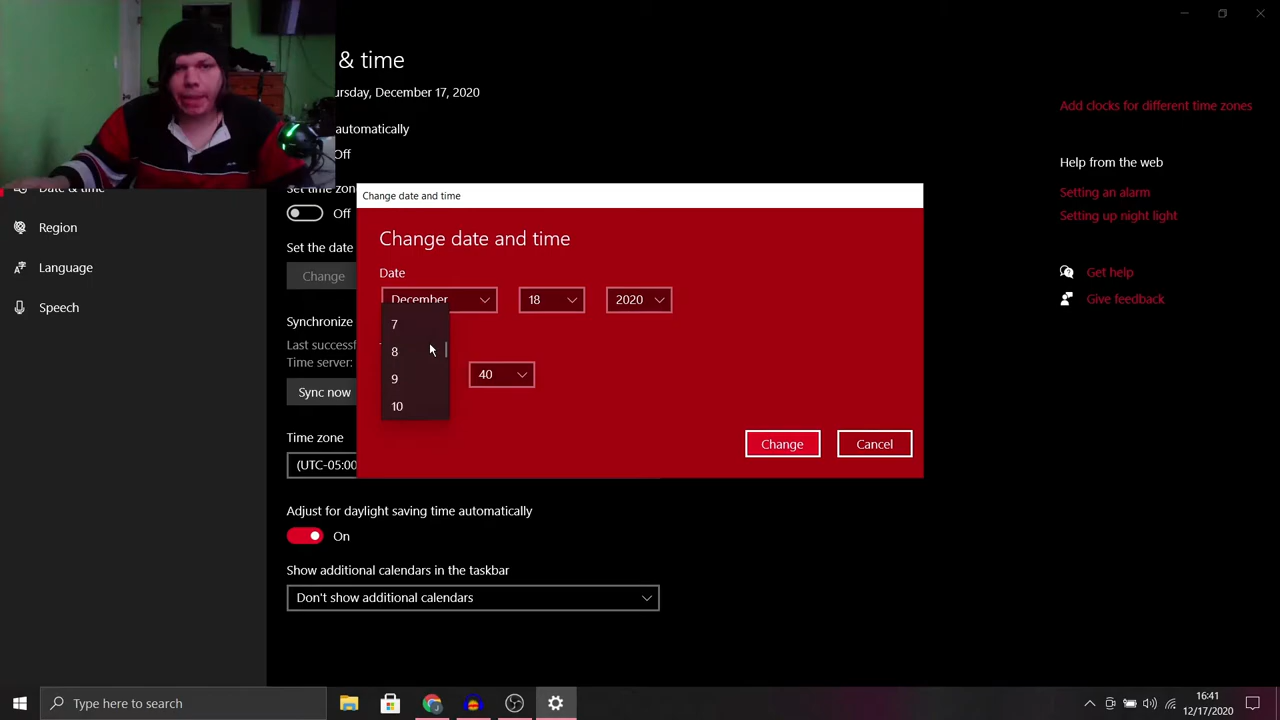 & time
ursday, December 17, 2020
automatically
Off
Set time zon
Off
Set the date
Change
Synchronize
Last successf
Time server:
Sync now
Time zone
(UTC-05:00
Adjust for daylight saving time automatically
On
Show additional calendars in the taskbar
Don't show additional calendars
Date & time
Region
Language
Speech
Change date and time
Change date and time
Date
December
18
2020
7
8
9
10
40
Change
Cancel
Add clocks for different time zones
Help from the web
Setting an alarm
Setting up night light
Get help
Give feedback
Type here to search
16:41
12/17/2020